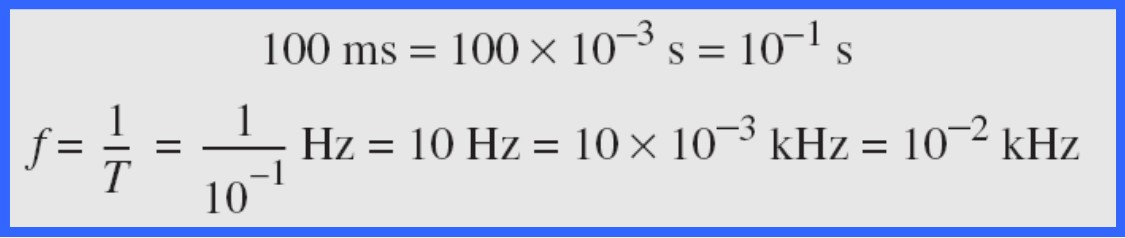 100 ms = 100 × 10⁻³ s = 10⁻¹ s
f = 1/T = 1/10⁻¹ Hz = 10 Hz = 10 × 10⁻³ kHz = 10⁻² kHz